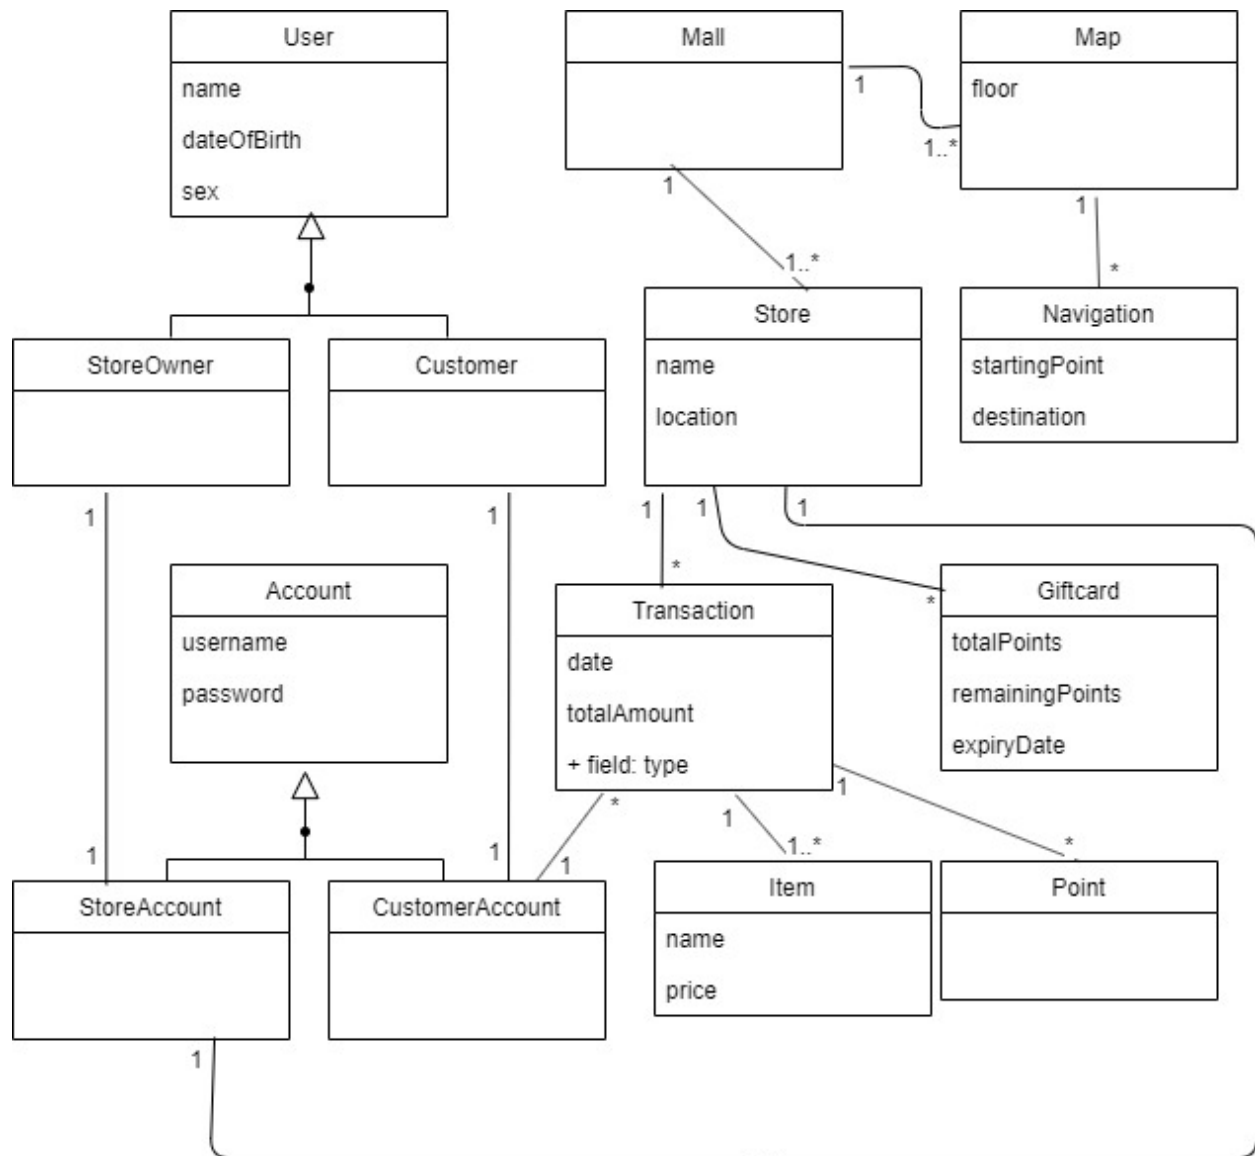 User
name
dateOfBirth
sex
Mall
Map
floor
1
1..*
1
1..*
1
*
StoreOwner
Customer
Store
name
location
Navigation
startingPoint
destination
1
1
1
1
1
*
*
Account
username
password
Transaction
date
totalAmount
+ field: type
Giftcard
totalPoints
remainingPoints
expiryDate
*
1
1
1..*
1
*
1
1
StoreAccount
CustomerAccount
Item
name
price
Point
1